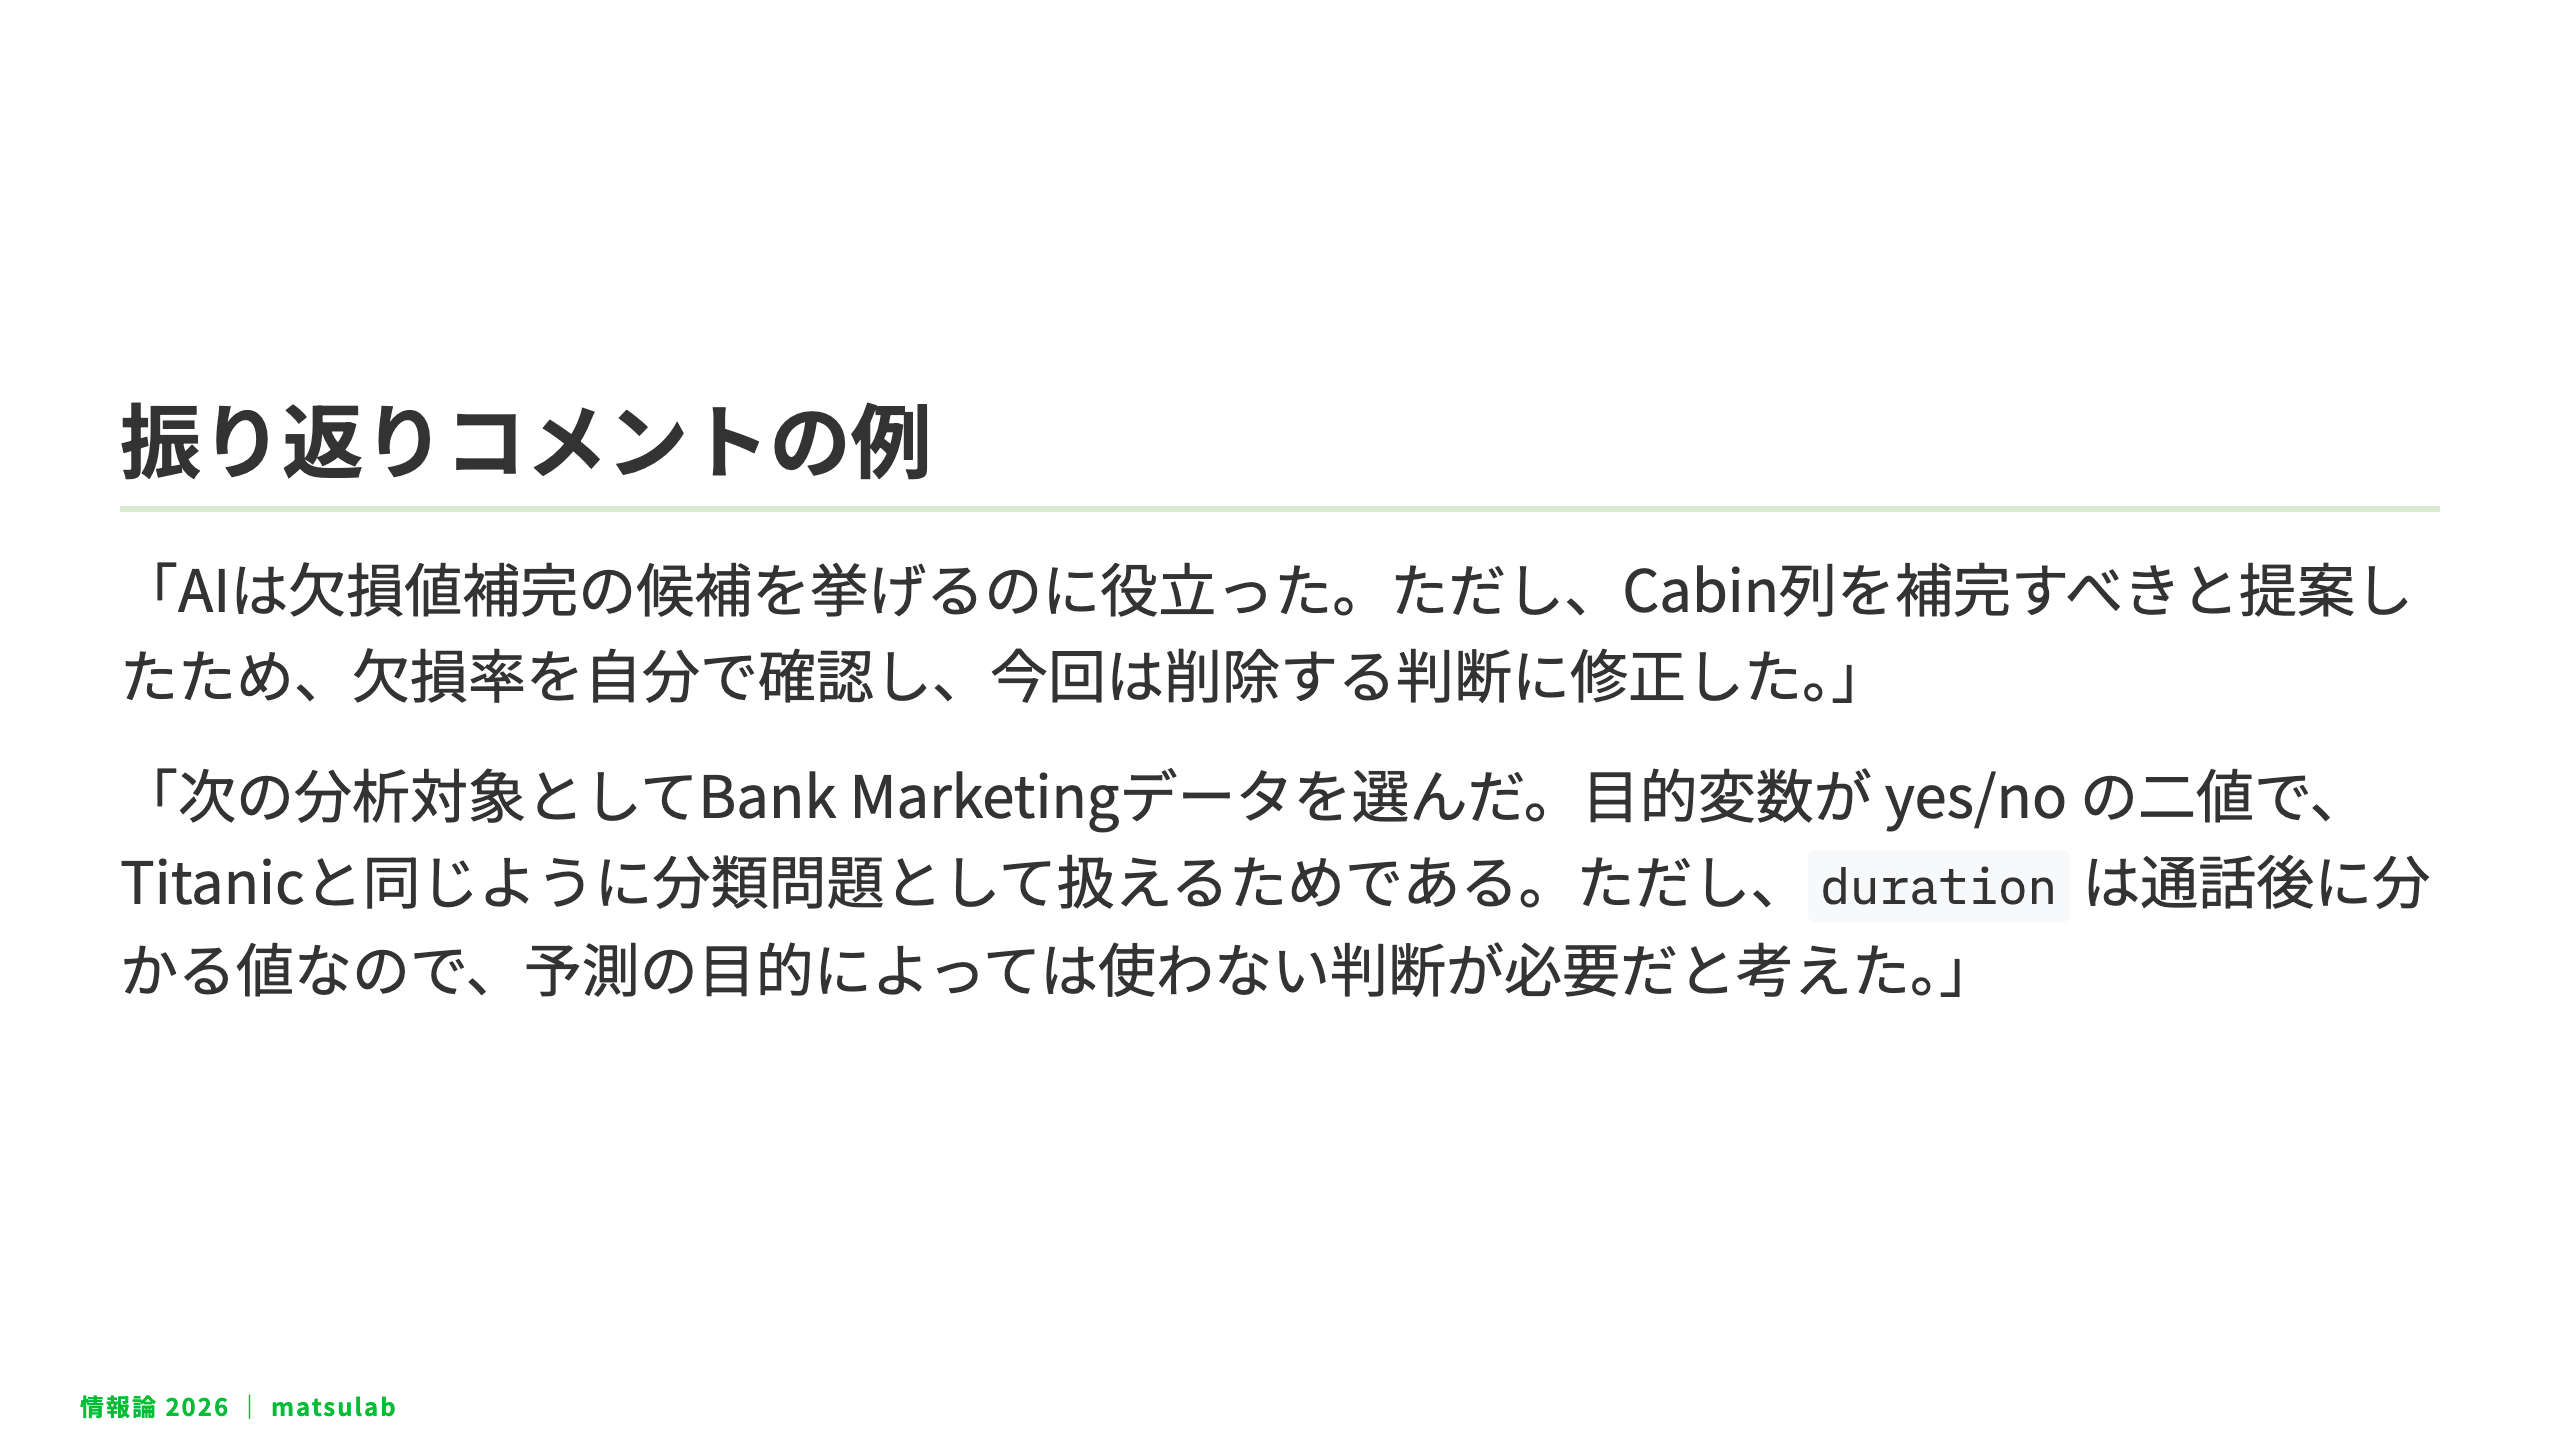 振り返りコメントの例
「AIは欠損値補完の候補を挙げるのに役立った。ただし、Cabin列を補完すべきと提案し
たため、欠損率を自分で確認し、今回は削除する判断に修正した。」
「次の分析対象としてBank Marketingデータを選んだ。目的変数が yes/no の二値で、
Titanicと同じように分類問題として扱えるためである。ただし、 duration は通話後に分
かる値なので、予測の目的によっては使わない判断が必要だと考えた。」
情報論 2026 ｜ matsulab